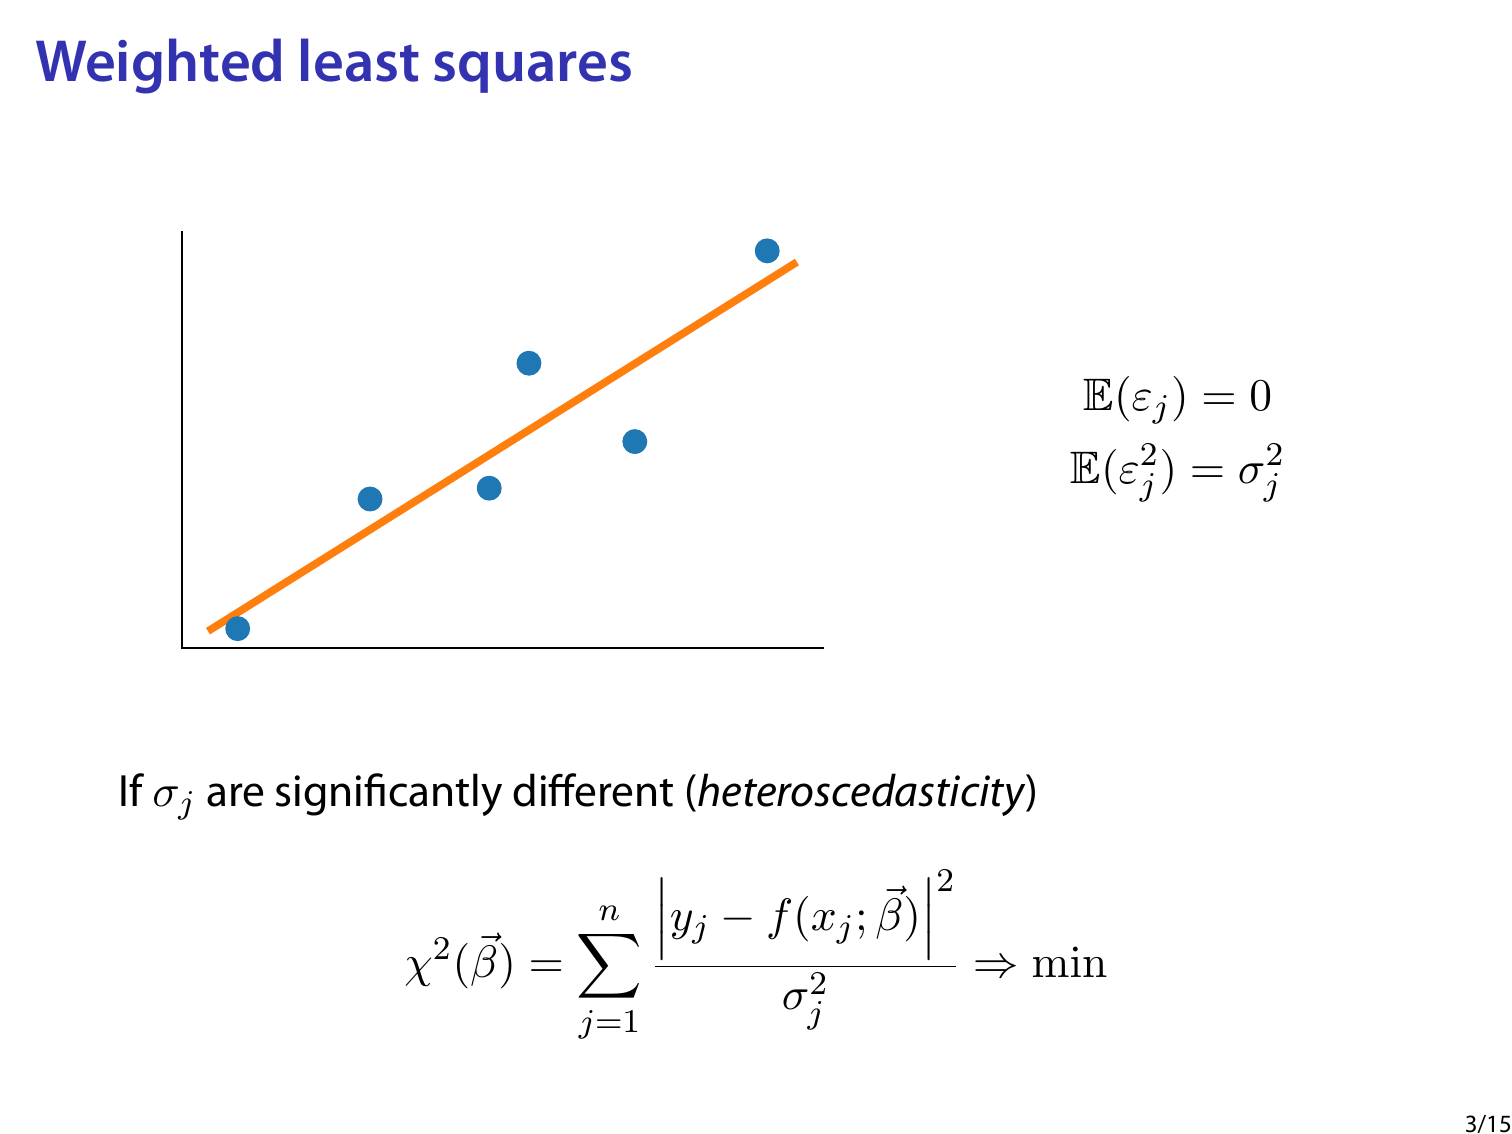 Weighted least squares
𝔼(ε_j) = 0
𝔼(ε_j^2) = σ_j^2
If σ_j are significantly different (heteroscedasticity)
χ^2(β⃗) = ∑_{j=1}^{n} |y_j − f(x_j; β⃗)|^2 / σ_j^2 ⇒ min
3/15